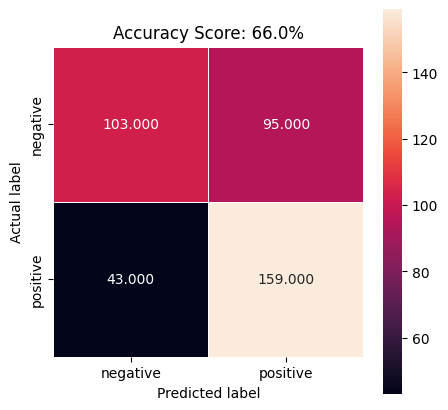 Accuracy Score: 66.0%
Actual label
negative
103.000
95.000
positive
43.000
159.000
negative
positive
Predicted label
140
120
100
80
60